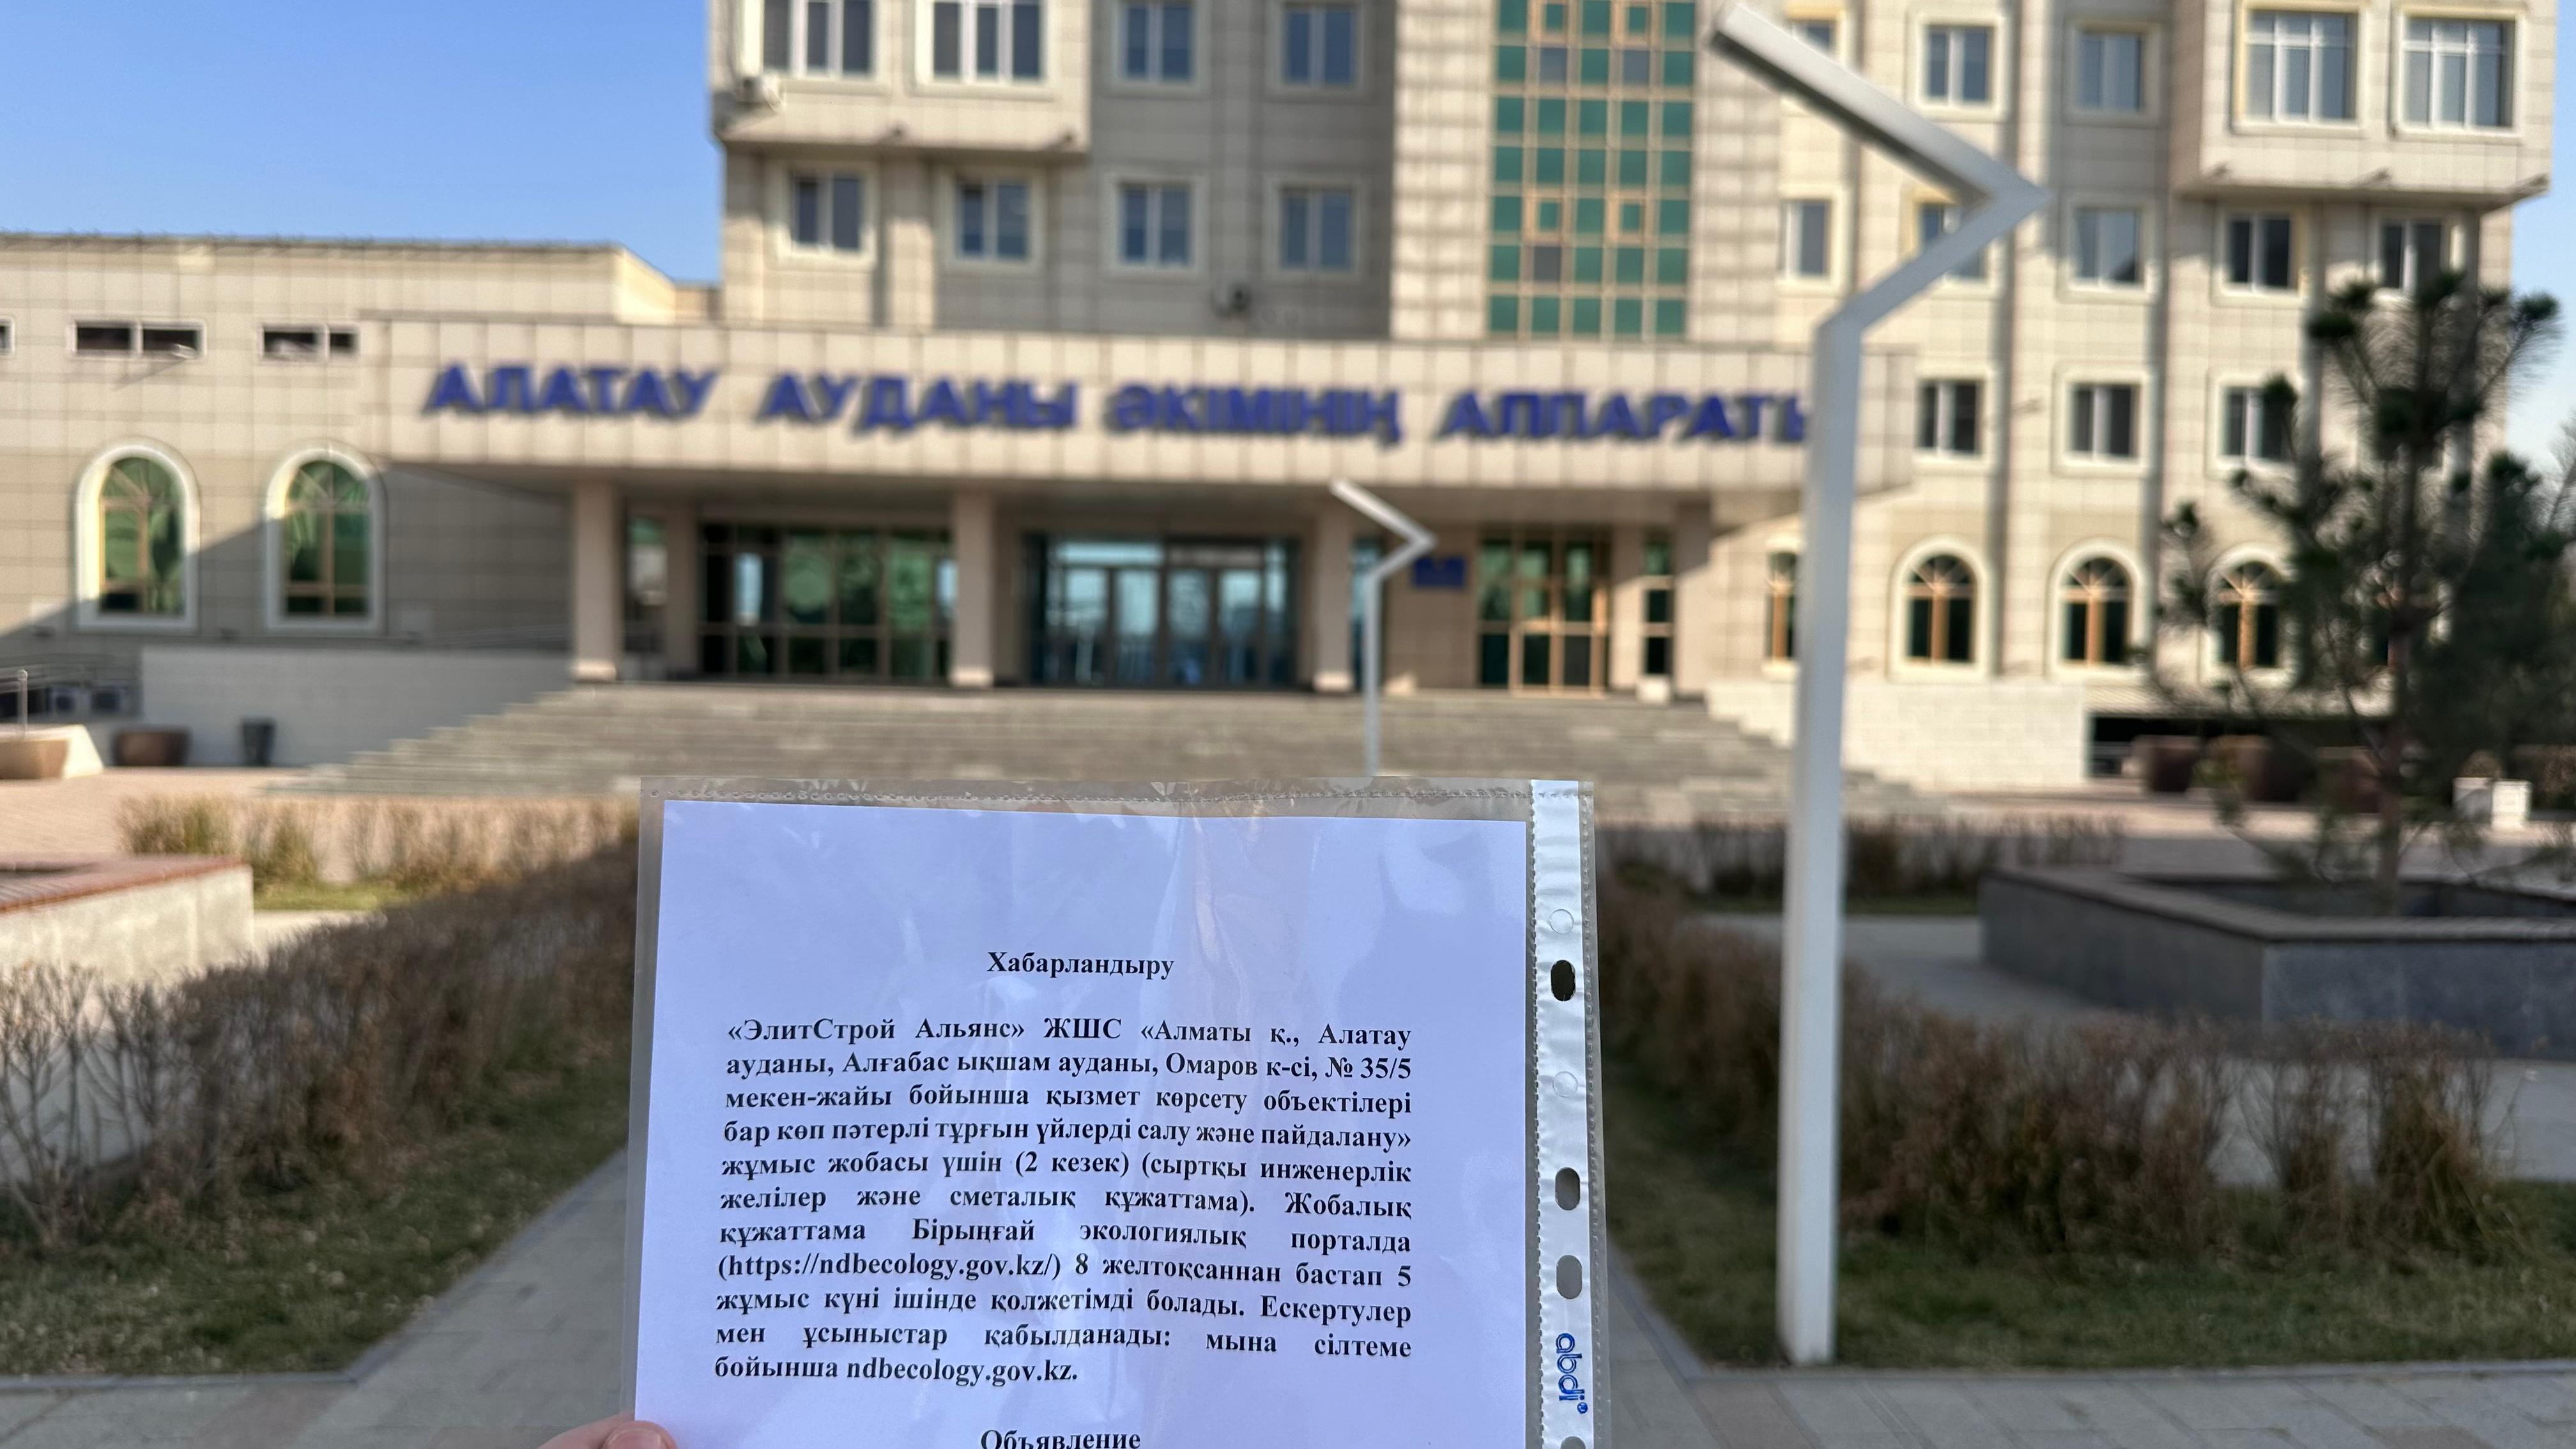 АЛАТАУ АУДАНЫ ӘКІМІНІҢ АППАРАТЫ
Хабарландыру
«ЭлитСтрой Альянс» ЖШС «Алматы қ., Алатау
ауданы, Алғабас ықшам ауданы, Омаров к-сі, № 35/5
мекен-жайы бойынша қызмет көрсету объектілері
бар көп пәтерлі тұрғын үйлерді салу және пайдалану»
жұмыс жобасы үшін (2 кезек) (сыртқы инженерлік
желілер және сметалық құжаттама). Жобалық
құжаттама Бірыңғай экологиялық порталда
(https://ndbecology.gov.kz/) 8 желтоқсаннан бастап 5
жұмыс күні ішінде қолжетімді болады. Ескертулер
мен ұсыныстар қабылданады: мына сілтеме
бойынша ndbecology.gov.kz.
Объявление
abdi